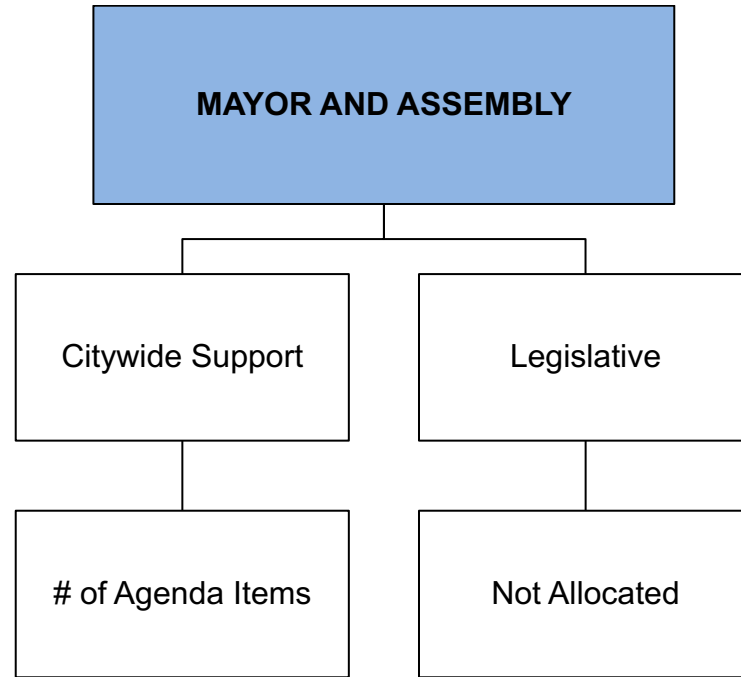 MAYOR AND ASSEMBLY
Citywide Support
Legislative
# of Agenda Items
Not Allocated